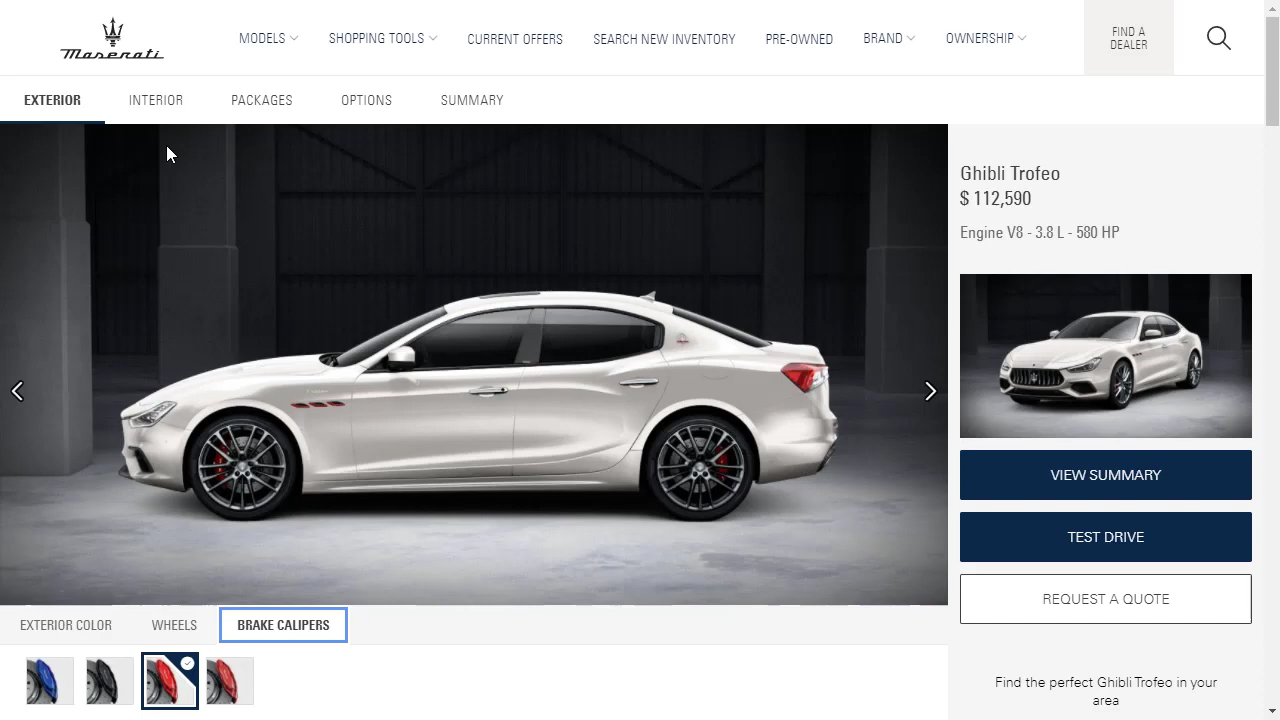 Maserati
MODELS
SHOPPING TOOLS
CURRENT OFFERS
SEARCH NEW INVENTORY
PRE-OWNED
BRAND
OWNERSHIP
FIND A
DEALER
EXTERIOR
INTERIOR
PACKAGES
OPTIONS
SUMMARY
Ghibli Trofeo
$ 112,590
Engine V8 - 3.8 L - 580 HP
VIEW SUMMARY
TEST DRIVE
REQUEST A QUOTE
Find the perfect Ghibli Trofeo in your
area
EXTERIOR COLOR
WHEELS
BRAKE CALIPERS